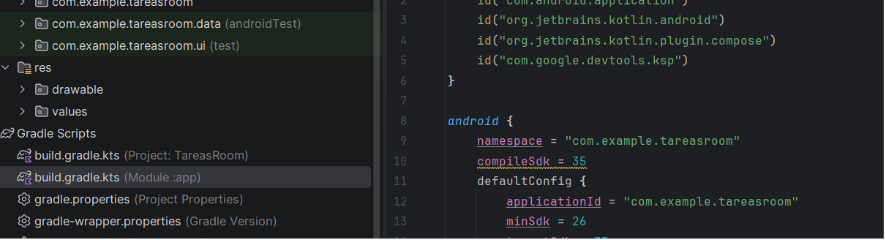 com.example.tareasroom
com.example.tareasroom.data (androidTest)
com.example.tareasroom.ui (test)
res
drawable
values
Gradle Scripts
build.gradle.kts (Project: TareasRoom)
build.gradle.kts (Module :app)
gradle.properties (Project Properties)
gradle-wrapper.properties (Gradle Version)
2 id("com.android.application")
3 id("org.jetbrains.kotlin.android")
4 id("org.jetbrains.kotlin.plugin.compose")
5 id("com.google.devtools.ksp")
6 }
7
8 android {
9 namespace = "com.example.tareasroom"
10 compileSdk = 35
11 defaultConfig {
12 applicationId = "com.example.tareasroom"
13 minSdk = 26